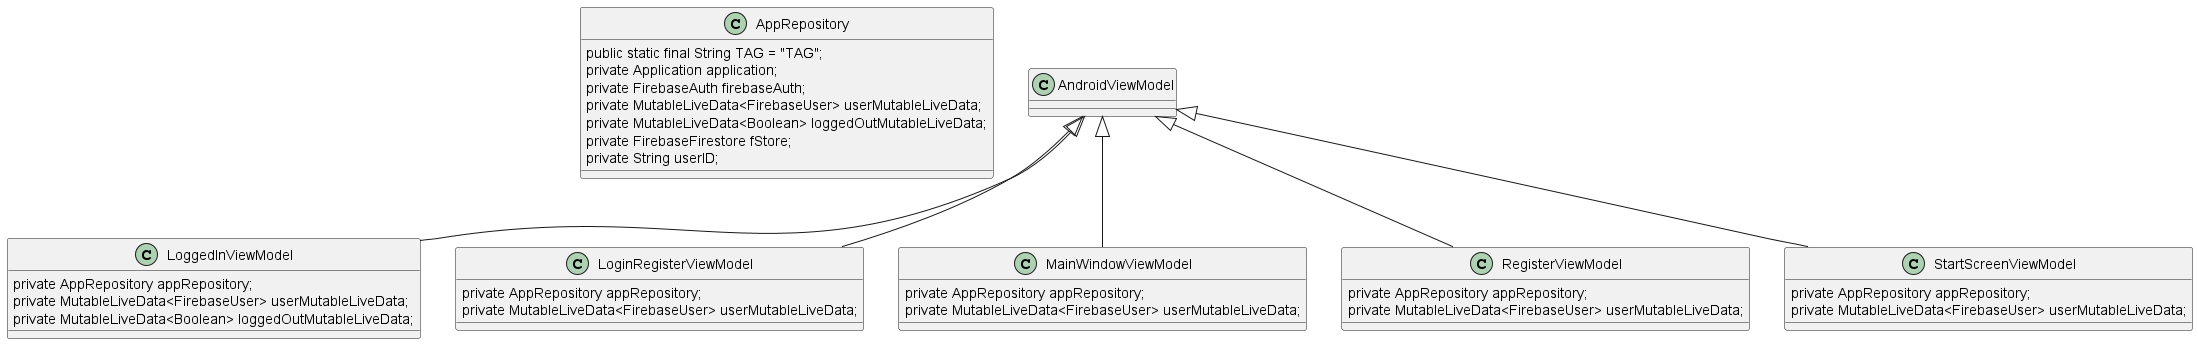 C AppRepository
public static final String TAG = "TAG";
private Application application;
private FirebaseAuth firebaseAuth;
private MutableLiveData<FirebaseUser> userMutableLiveData;
private MutableLiveData<Boolean> loggedOutMutableLiveData;
private FirebaseFirestore fStore;
private String userID;
C AndroidViewModel
C LoggedInViewModel
private AppRepository appRepository;
private MutableLiveData<FirebaseUser> userMutableLiveData;
private MutableLiveData<Boolean> loggedOutMutableLiveData;
C LoginRegisterViewModel
private AppRepository appRepository;
private MutableLiveData<FirebaseUser> userMutableLiveData;
C MainWindowViewModel
private AppRepository appRepository;
private MutableLiveData<FirebaseUser> userMutableLiveData;
C RegisterViewModel
private AppRepository appRepository;
private MutableLiveData<FirebaseUser> userMutableLiveData;
C StartScreenViewModel
private AppRepository appRepository;
private MutableLiveData<FirebaseUser> userMutableLiveData;